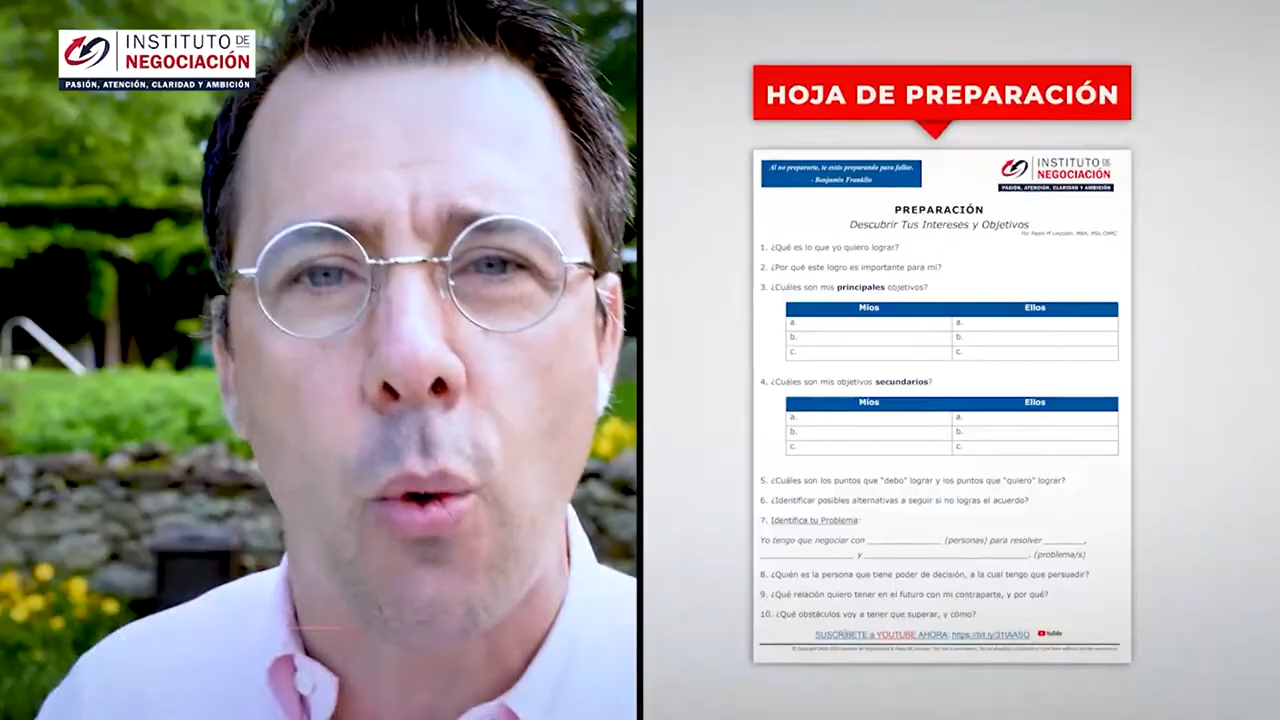 INSTITUTO DE
NEGOCIACIÓN
PASIÓN, ATENCIÓN, CLARIDAD Y AMBICIÓN
HOJA DE PREPARACIÓN
Al no prepararte, te estás preparando para fallar.
- Benjamin Franklin
INSTITUTO DE
NEGOCIACIÓN
PASIÓN, ATENCIÓN, CLARIDAD Y AMBICIÓN
PREPARACIÓN
Descubrir Tus Intereses y Objetivos
1. ¿Qué es lo que yo quiero lograr?
2. ¿Por qué este logro es importante para mí?
3. ¿Cuáles son mis principales objetivos?
Míos Ellos
a. a.
b. b.
c. c.
4. ¿Cuáles son mis objetivos secundarios?
Míos Ellos
a. a.
b. b.
c. c.
5. ¿Cuáles son los puntos que "debo" lograr y los puntos que "quiero" lograr?
6. ¿Identificar posibles alternativas a seguir si no logras el acuerdo?
7. Identifica tu Problema:
Yo tengo que negociar con ______________ (personas) para resolver ________,
__________________ y ________________________________. (problema/s)
8. ¿Quién es la persona que tiene poder de decisión, a la cual tengo que persuadir?
9. ¿Qué relación quiero tener en el futuro con mi contraparte, y por qué?
10. ¿Qué obstáculos voy a tener que superar, y cómo?
SUSCRÍBETE a YOUTUBE AHORA: